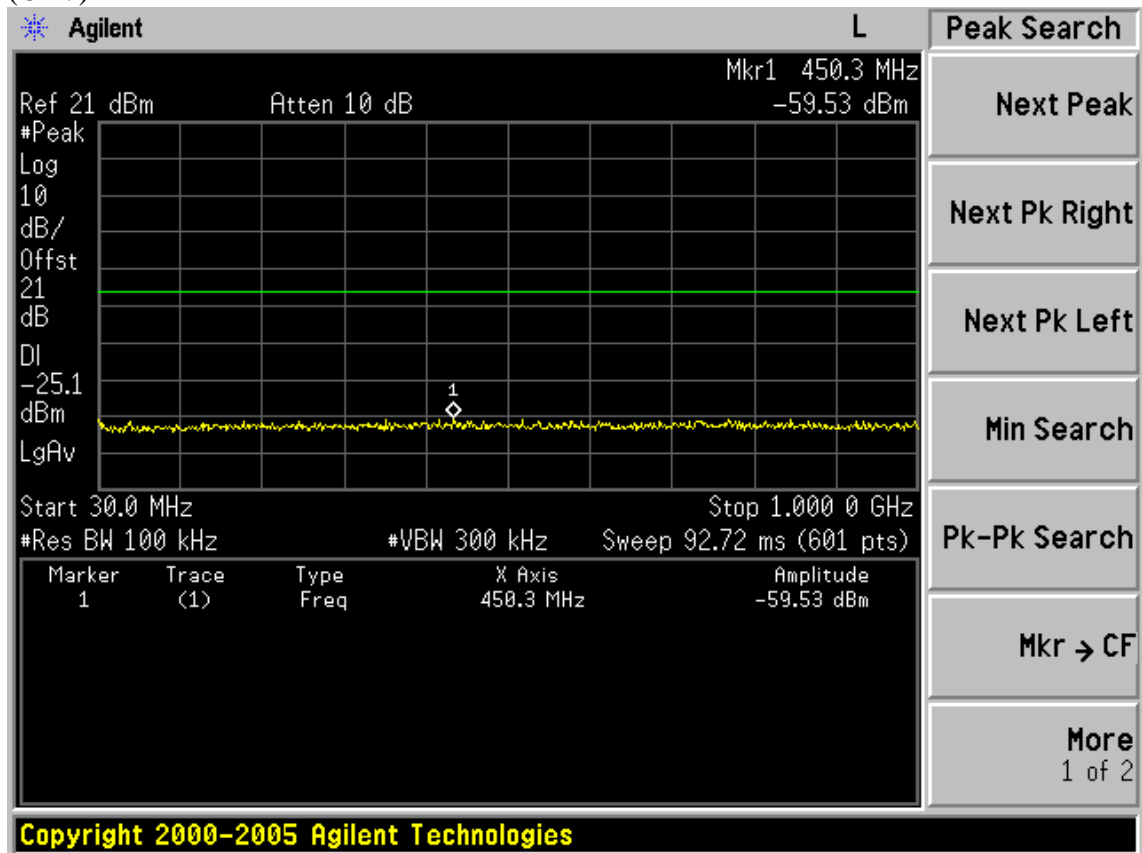 Agilent L Peak Search
Mkr1 450.3 MHz
Ref 21 dBm Atten 10 dB -59.53 dBm
#Peak
Log
10
dB/
Offst
21
dB
DI
-25.1
dBm
LgAv
1
Start 30.0 MHz Stop 1.000 0 GHz
#Res BW 100 kHz #VBW 300 kHz Sweep 92.72 ms (601 pts)
Marker Trace Type X Axis Amplitude
1 (1) Freq 450.3 MHz -59.53 dBm
Next Peak
Next Pk Right
Next Pk Left
Min Search
Pk-Pk Search
Mkr → CF
More
1 of 2
Copyright 2000-2005 Agilent Technologies